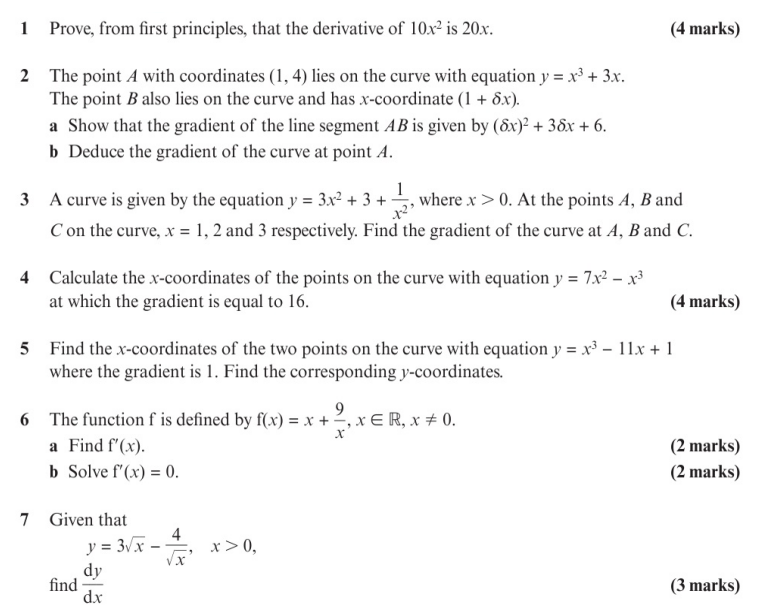 1 Prove, from first principles, that the derivative of 10x² is 20x. (4 marks)
2 The point A with coordinates (1, 4) lies on the curve with equation y = x³ + 3x.
The point B also lies on the curve and has x-coordinate (1 + δx).
a Show that the gradient of the line segment AB is given by (δx)² + 3δx + 6.
b Deduce the gradient of the curve at point A.
3 A curve is given by the equation y = 3x² + 3 + 1/x², where x > 0. At the points A, B and
C on the curve, x = 1, 2 and 3 respectively. Find the gradient of the curve at A, B and C.
4 Calculate the x-coordinates of the points on the curve with equation y = 7x² − x³
at which the gradient is equal to 16. (4 marks)
5 Find the x-coordinates of the two points on the curve with equation y = x³ − 11x + 1
where the gradient is 1. Find the corresponding y-coordinates.
6 The function f is defined by f(x) = x + 9/x, x ∈ ℝ, x ≠ 0.
a Find f′(x). (2 marks)
b Solve f′(x) = 0. (2 marks)
7 Given that
y = 3√x − 4/√x, x > 0,
find dy/dx (3 marks)